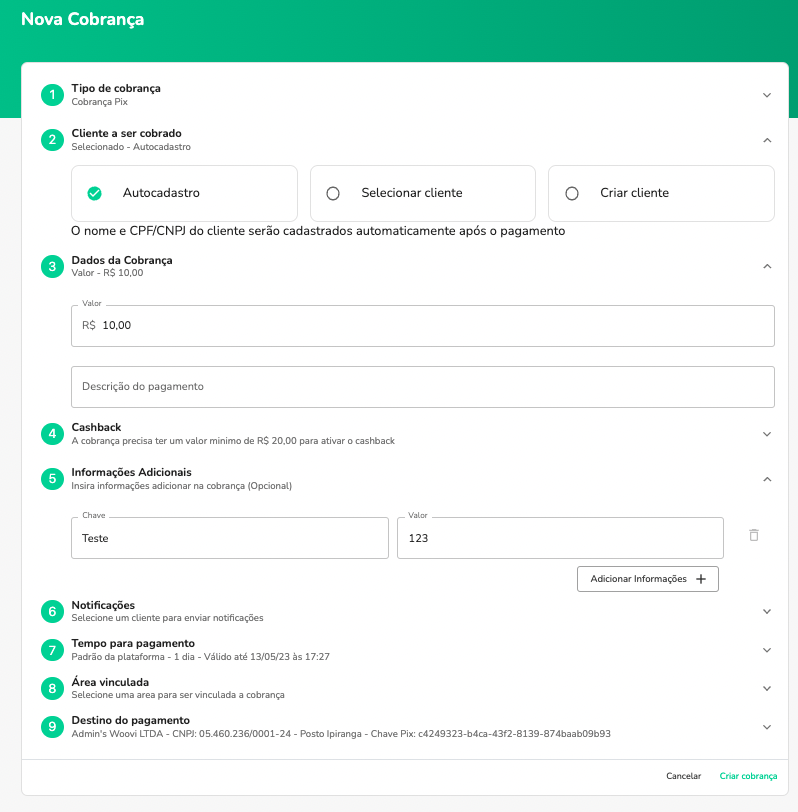 Nova Cobrança
1
Tipo de cobrança
Cobrança Pix
2
Cliente a ser cobrado
Selecionado - Autocadastro
Autocadastro
Selecionar cliente
Criar cliente
O nome e CPF/CNPJ do cliente serão cadastrados automaticamente após o pagamento
3
Dados da Cobrança
Valor - R$ 10,00
Valor
R$ 10,00
Descrição do pagamento
4
Cashback
A cobrança precisa ter um valor minimo de R$ 20,00 para ativar o cashback
5
Informações Adicionais
Insira informações adicionar na cobrança (Opcional)
Chave
Teste
Valor
123
Adicionar Informações
6
Notificações
Selecione um cliente para enviar notificações
7
Tempo para pagamento
Padrão da plataforma - 1 dia - Válido até 13/05/23 às 17:27
8
Área vinculada
Selecione uma area para ser vinculada a cobrança
9
Destino do pagamento
Admin's Woovi LTDA - CNPJ: 05.460.236/0001-24 - Posto Ipiranga - Chave Pix: c4249323-b4ca-43f2-8139-874baab09b93
Cancelar
Criar cobrança